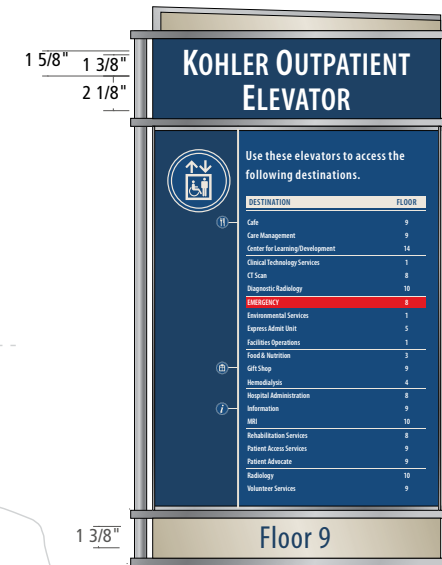 1 5/8"
1 3/8"
2 1/8"
KOHLER OUTPATIENT
ELEVATOR
Use these elevators to access the
following destinations.
DESTINATION FLOOR
Cafe 9
Care Management 9
Center for Learning/Development 14
Clinical Technology Services 1
CT Scan 8
Diagnostic Radiology 10
EMERGENCY 8
Environmental Services 1
Express Admit Unit 5
Facilities Operations 1
Food & Nutrition 3
Gift Shop 9
Hemodialysis 4
Hospital Administration 8
i Information 9
MRI 10
Rehabilitation Services 8
Patient Access Services 9
Patient Advocate 9
Radiology 10
Volunteer Services 9
1 3/8"
Floor 9